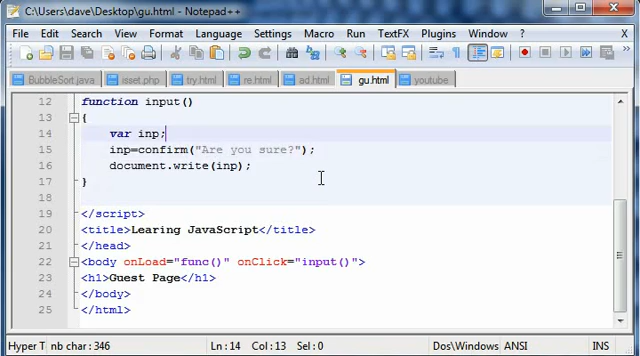 C:\Users\dave\Desktop\gu.html - Notepad++
File Edit Search View Encoding Language Settings Macro Run TextFX Plugins Window ? X
BubbleSort.java isset.php try.html re.html ad.html gu.html youtube
12 function input()
13 {
14 var inp;
15 inp=confirm("Are you sure?");
16 document.write(inp);
17 }
18
19 </script>
20 <title>Learing JavaScript</title>
21 </head>
22 <body onLoad="func()" onClick="input()">
23 <h1>Guest Page</h1>
24 </body>
25 </html>
Hyper T nb char : 346 Ln : 14 Col : 13 Sel : 0 Dos\Windows ANSI INS